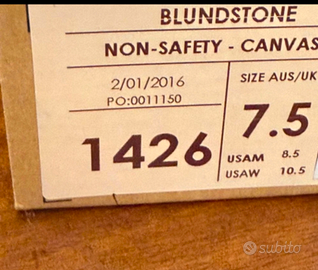 BLUNDSTONE
NON-SAFETY - CANVAS
2/01/2016
PO:0011150
SIZE AUS/UK
1426
7.5
USAM 8.5
USAW 10.5
subito